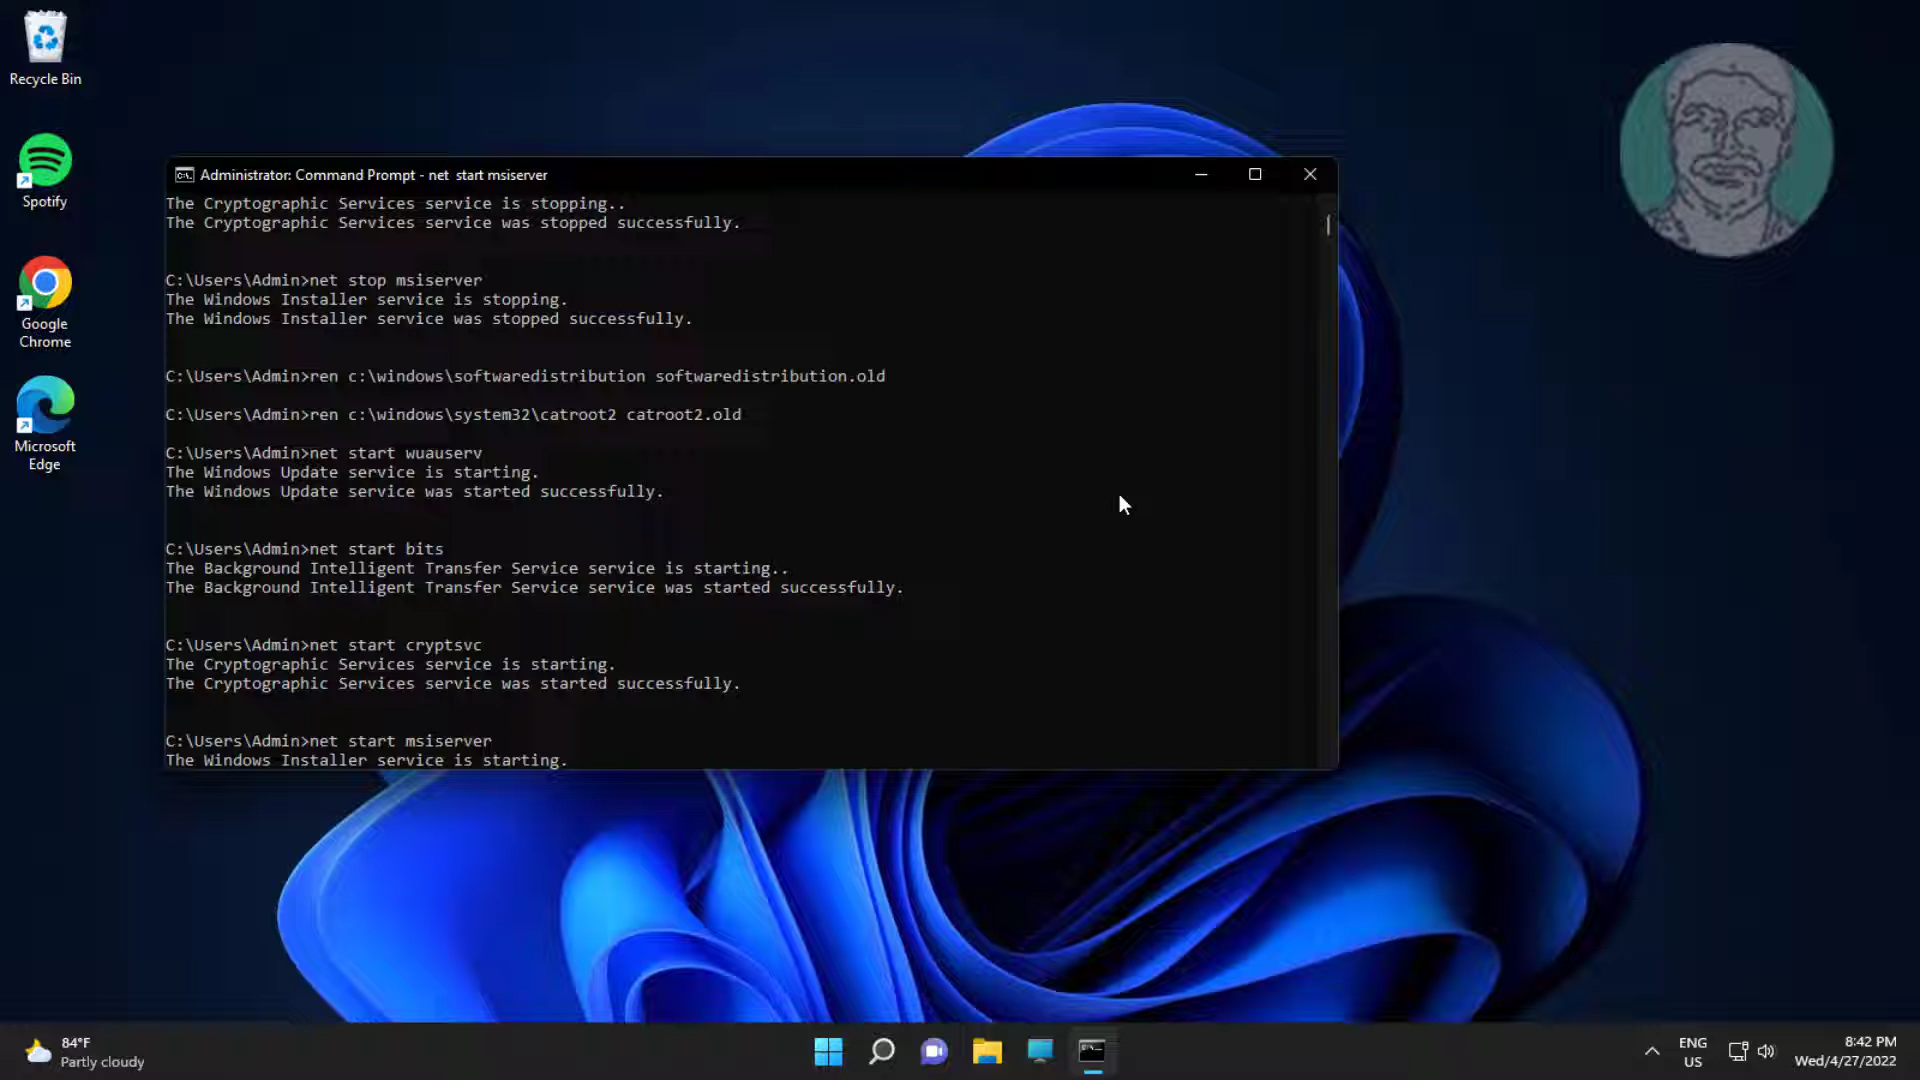 Recycle Bin
Spotify
Google
Chrome
Microsoft
Edge
Administrator: Command Prompt - net  start msiserver
The Cryptographic Services service is stopping..
The Cryptographic Services service was stopped successfully.
C:\Users\Admin>net stop msiserver
The Windows Installer service is stopping.
The Windows Installer service was stopped successfully.
C:\Users\Admin>ren c:\windows\softwaredistribution softwaredistribution.old
C:\Users\Admin>ren c:\windows\system32\catroot2 catroot2.old
C:\Users\Admin>net start wuauserv
The Windows Update service is starting.
The Windows Update service was started successfully.
C:\Users\Admin>net start bits
The Background Intelligent Transfer Service service is starting..
The Background Intelligent Transfer Service service was started successfully.
C:\Users\Admin>net start cryptsvc
The Cryptographic Services service is starting.
The Cryptographic Services service was started successfully.
C:\Users\Admin>net start msiserver
The Windows Installer service is starting.
84°F
Partly cloudy
ENG
US
8:42 PM
Wed/4/27/2022